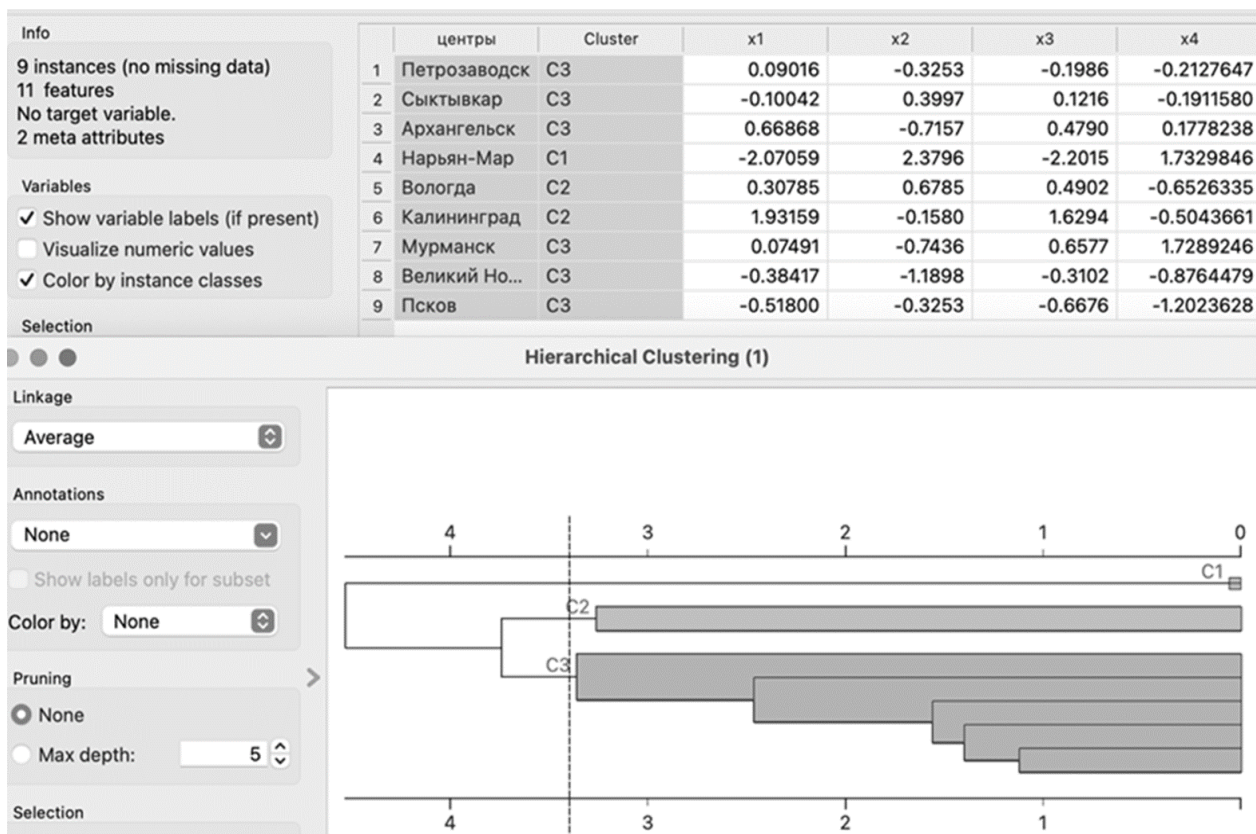 Info
9 instances (no missing data)
11 features
No target variable.
2 meta attributes
Variables
Show variable labels (if present)
Visualize numeric values
Color by instance classes
Selection
центры Cluster x1 x2 x3 x4
1 Петрозаводск C3 0.09016 -0.3253 -0.1986 -0.2127647
2 Сыктывкар C3 -0.10042 0.3997 0.1216 -0.1911580
3 Архангельск C3 0.66868 -0.7157 0.4790 0.1778238
4 Нарьян-Мар C1 -2.07059 2.3796 -2.2015 1.7329846
5 Вологда C2 0.30785 0.6785 0.4902 -0.6526335
6 Калининград C2 1.93159 -0.1580 1.6294 -0.5043661
7 Мурманск C3 0.07491 -0.7436 0.6577 1.7289246
8 Великий Но... C3 -0.38417 -1.1898 -0.3102 -0.8764479
9 Псков C3 -0.51800 -0.3253 -0.6676 -1.2023628
Hierarchical Clustering (1)
Linkage
Average
Annotations
None
Show labels only for subset
Color by: None
Pruning
None
Max depth: 5
Selection
4 3 2 1 0
C1
C2
C3
4 3 2 1